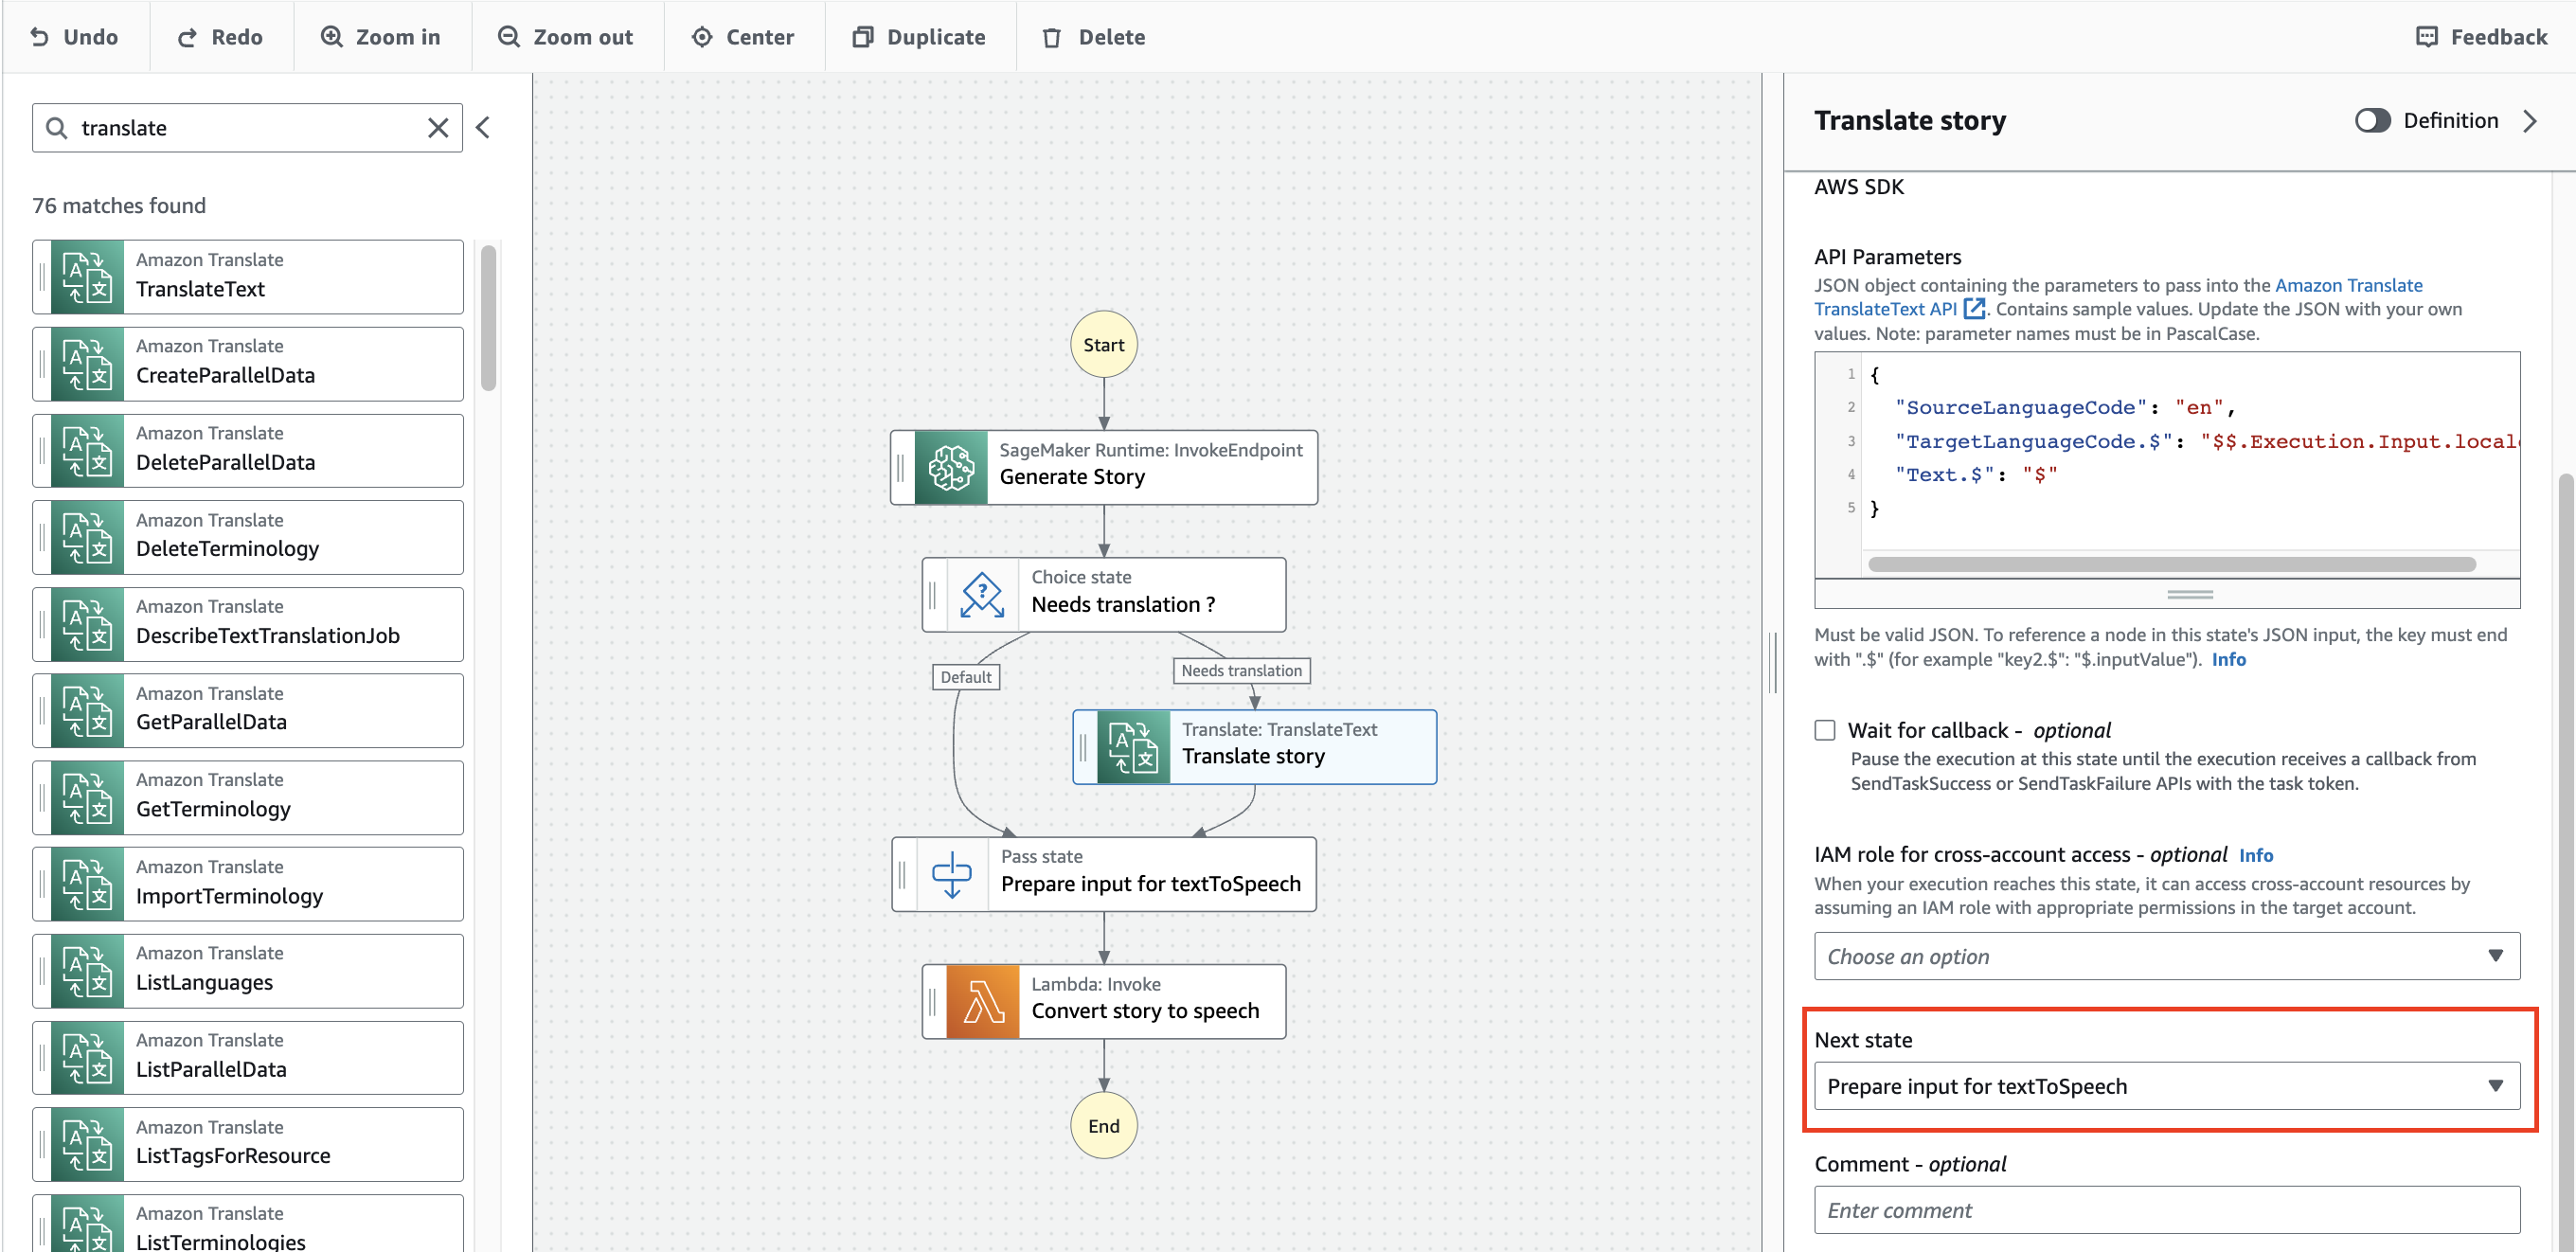 Undo
Redo
Zoom in
Zoom out
Center
Duplicate
Delete
Feedback
translate
76 matches found
Amazon Translate
TranslateText
Amazon Translate
CreateParallelData
Amazon Translate
DeleteParallelData
Amazon Translate
DeleteTerminology
Amazon Translate
DescribeTextTranslationJob
Amazon Translate
GetParallelData
Amazon Translate
GetTerminology
Amazon Translate
ImportTerminology
Amazon Translate
ListLanguages
Amazon Translate
ListParallelData
Amazon Translate
ListTagsForResource
Amazon Translate
ListTerminologies
Start
SageMaker Runtime: InvokeEndpoint
Generate Story
Choice state
Needs translation ?
Default
Needs translation
Translate: TranslateText
Translate story
Pass state
Prepare input for textToSpeech
Lambda: Invoke
Convert story to speech
End
Translate story
Definition
AWS SDK
API Parameters
JSON object containing the parameters to pass into the Amazon Translate
TranslateText API . Contains sample values. Update the JSON with your own
values. Note: parameter names must be in PascalCase.
1 {
2 "SourceLanguageCode": "en",
3 "TargetLanguageCode.$": "$$.Execution.Input.local
4 "Text.$": "$"
5 }
Must be valid JSON. To reference a node in this state's JSON input, the key must end
with ".$" (for example "key2.$": "$.inputValue"). Info
Wait for callback - optional
Pause the execution at this state until the execution receives a callback from
SendTaskSuccess or SendTaskFailure APIs with the task token.
IAM role for cross-account access - optional Info
When your execution reaches this state, it can access cross-account resources by
assuming an IAM role with appropriate permissions in the target account.
Choose an option
Next state
Prepare input for textToSpeech
Comment - optional
Enter comment